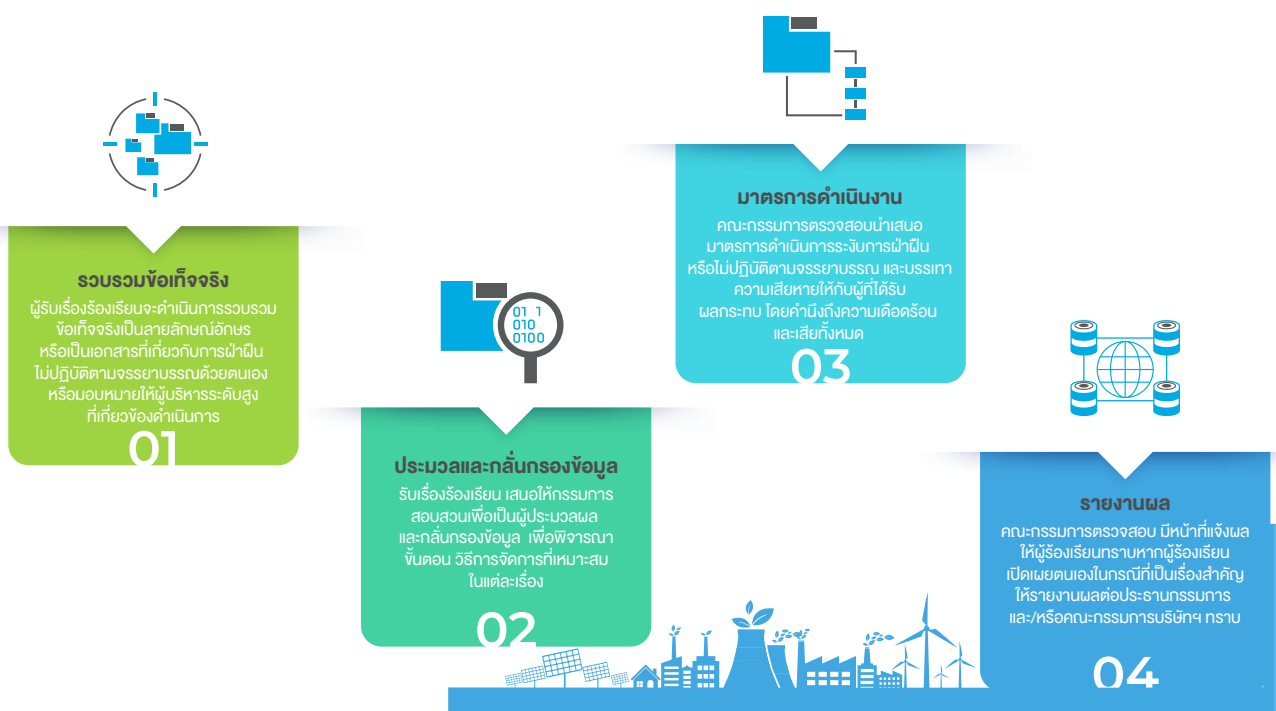 รวบรวมข้อเท็จจริง
ผู้รับเรื่องร้องเรียนจะดำเนินการรวบรวม
ข้อเท็จจริงเป็นลายลักษณ์อักษร
หรือเป็นเอกสารที่เกี่ยวกับการฝ่าฝืน
ไม่ปฏิบัติตามจรรยาบรรณด้วยตนเอง
หรือมอบหมายให้ผู้บริหารระดับสูง
ที่เกี่ยวข้องดำเนินการ
01
01 1
010
0100
ประมวลและกลั่นกรองข้อมูล
รับเรื่องร้องเรียน เสนอให้กรรมการ
สอบสวนเพื่อเป็นผู้ประมวลผล
และกลั่นกรองข้อมูล เพื่อพิจารณา
ขั้นตอน วิธีการจัดการที่เหมาะสม
ในแต่ละเรื่อง
02
มาตรการดำเนินงาน
คณะกรรมการตรวจสอบนำเสนอ
มาตรการดำเนินการระงับการฝ่าฝืน
หรือไม่ปฏิบัติตามจรรยาบรรณ และบรรเทา
ความเสียหายให้กับผู้ที่ได้รับ
ผลกระทบ โดยคำนึงถึงความเดือดร้อน
และเสียทั้งหมด
03
รายงานผล
คณะกรรมการตรวจสอบ มีหน้าที่แจ้งผล
ให้ผู้ร้องเรียนทราบหากผู้ร้องเรียน
เปิดเผยตนเองในกรณีที่เป็นเรื่องสำคัญ
ให้รายงานผลต่อประธานกรรมการ
และ/หรือคณะกรรมการบริษัทฯ ทราบ
04